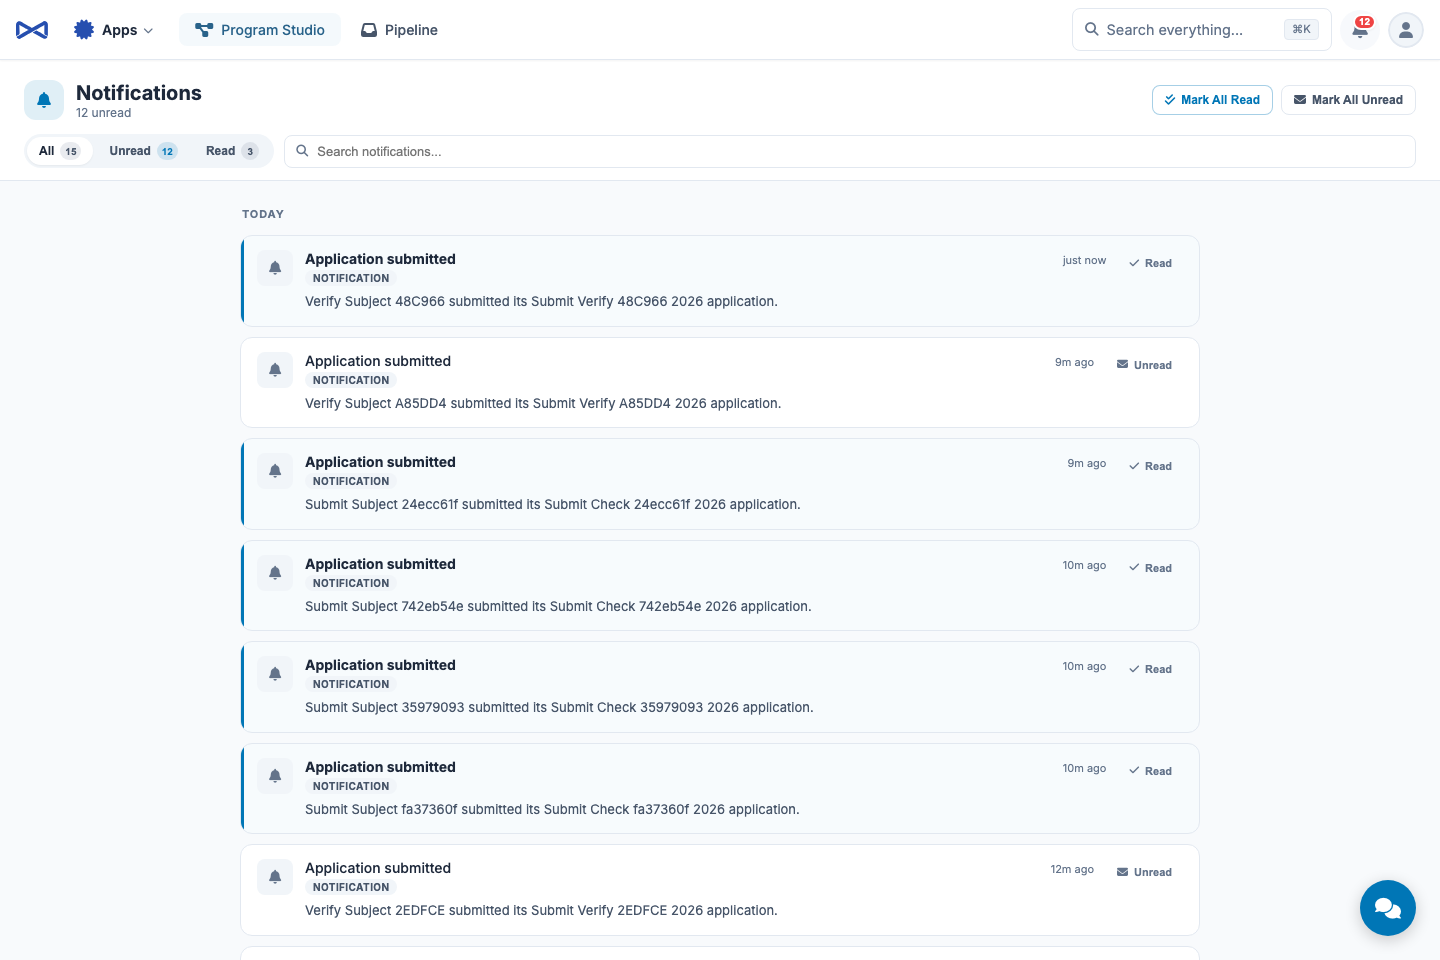 Apps
Program Studio
Pipeline
Search everything...
⌘K
12
Notifications
12 unread
Mark All Read
Mark All Unread
All 15
Unread 12
Read 3
Search notifications...
TODAY
Application submitted
just now
Read
NOTIFICATION
Verify Subject 48C966 submitted its Submit Verify 48C966 2026 application.
Application submitted
9m ago
Unread
NOTIFICATION
Verify Subject A85DD4 submitted its Submit Verify A85DD4 2026 application.
Application submitted
9m ago
Read
NOTIFICATION
Submit Subject 24ecc61f submitted its Submit Check 24ecc61f 2026 application.
Application submitted
10m ago
Read
NOTIFICATION
Submit Subject 742eb54e submitted its Submit Check 742eb54e 2026 application.
Application submitted
10m ago
Read
NOTIFICATION
Submit Subject 35979093 submitted its Submit Check 35979093 2026 application.
Application submitted
10m ago
Read
NOTIFICATION
Submit Subject fa37360f submitted its Submit Check fa37360f 2026 application.
Application submitted
12m ago
Unread
NOTIFICATION
Verify Subject 2EDFCE submitted its Submit Verify 2EDFCE 2026 application.